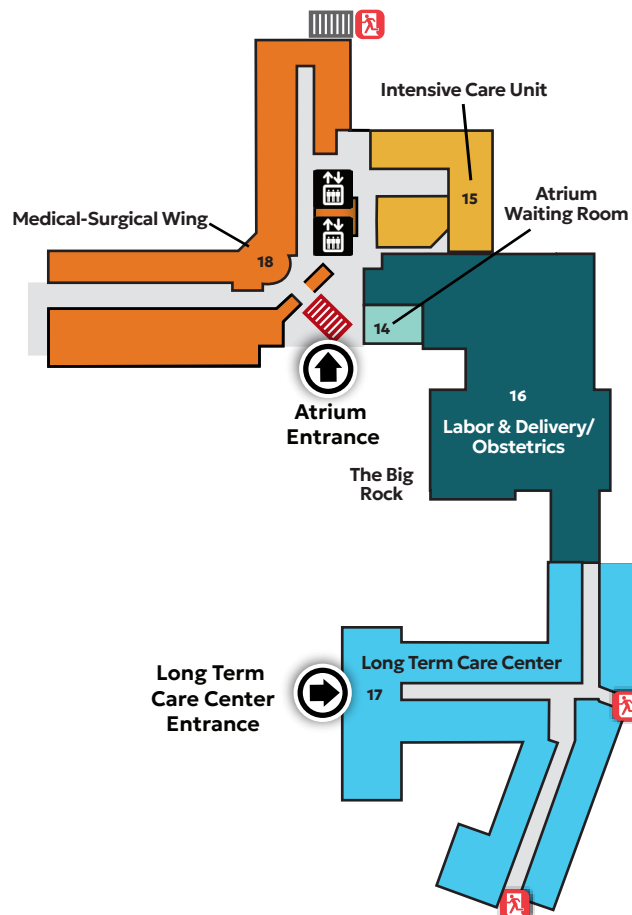 Intensive Care Unit
15
Atrium
Waiting Room
Medical-Surgical Wing
18
14
Atrium
Entrance
16
Labor & Delivery/
Obstetrics
The Big
Rock
Long Term Care Center
17
Long Term
Care Center
Entrance